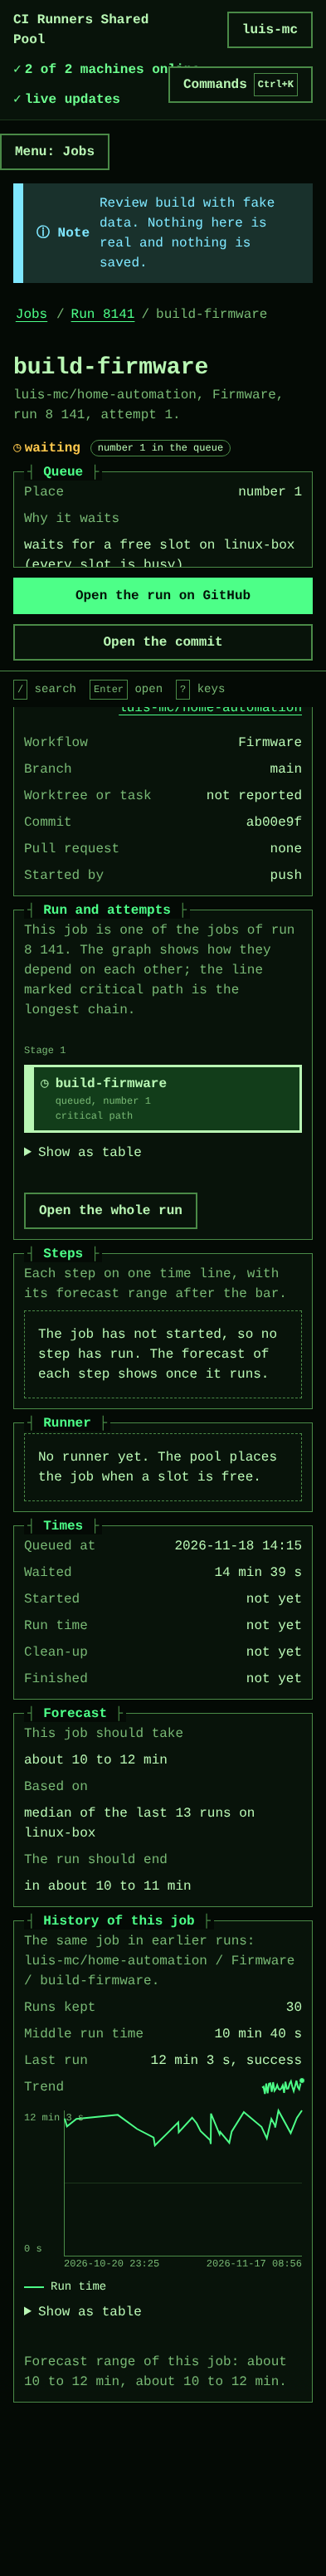 CI Runners Shared
Pool
luis-mc
✓ 2 of 2 machines
✓ live updates
Commands Ctrl+K
Menu: Jobs
ⓘ Note
Review build with fake
data. Nothing here is
real and nothing is
saved.
Jobs / Run 8141 / build-firmware
build-firmware
luis-mc/home-automation, Firmware,
run 8 141, attempt 1.
◷ waiting number 1 in the queue
Queue
Place number 1
Why it waits
waits for a free slot on linux-box
(every slot is busy)
Open the run on GitHub
Open the commit
/ search Enter open ? keys
luis-mc/home-automation
Workflow Firmware
Branch main
Worktree or task not reported
Commit ab00e9f
Pull request none
Started by push
Run and attempts
This job is one of the jobs of run
8 141. The graph shows how they
depend on each other; the line
marked critical path is the
longest chain.
Stage 1
◷ build-firmware
queued, number 1
critical path
▶ Show as table
Open the whole run
Steps
Each step on one time line, with
its forecast range after the bar.
The job has not started, so no
step has run. The forecast of
each step shows once it runs.
Runner
No runner yet. The pool places
the job when a slot is free.
Times
Queued at 2026-11-18 14:15
Waited 14 min 39 s
Started not yet
Run time not yet
Clean-up not yet
Finished not yet
Forecast
This job should take
about 10 to 12 min
Based on
median of the last 13 runs on
linux-box
The run should end
in about 10 to 11 min
History of this job
The same job in earlier runs:
luis-mc/home-automation / Firmware
/ build-firmware.
Runs kept 30
Middle run time 10 min 40 s
Last run 12 min 3 s, success
Trend
12 min 3 s
0 s
2026-10-20 23:25 2026-11-17 08:56
Run time
▶ Show as table
Forecast range of this job: about
10 to 12 min, about 10 to 12 min.